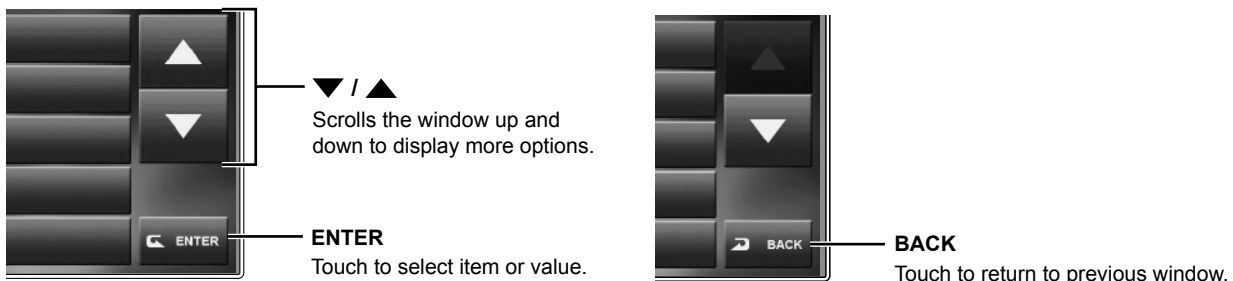 ▼ / ▲
Scrolls the window up and
down to display more options.
ENTER
ENTER
Touch to select item or value.
BACK
BACK
Touch to return to previous window.